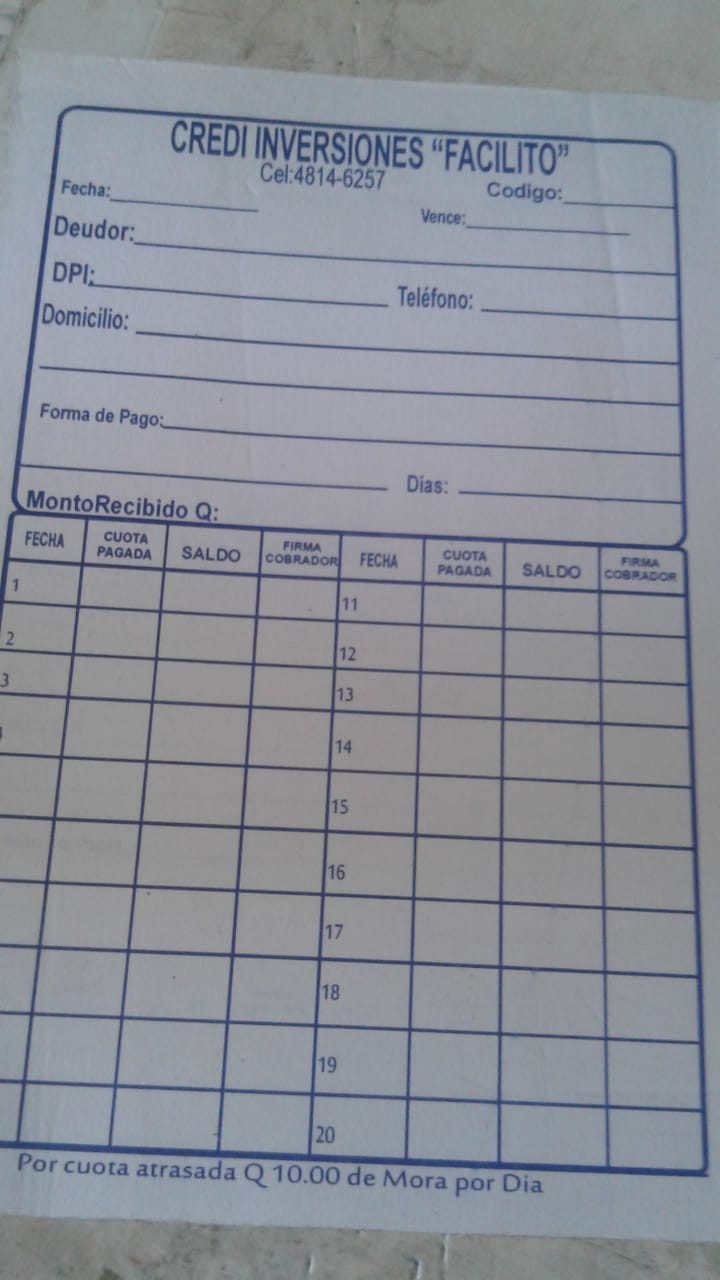 CREDI INVERSIONES “FACILITO”
Cel:4814-6257
Codigo:
Fecha:
Vence:
Deudor:
DPI:
Teléfono:
Domicilio:
Forma de Pago:
Días:
MontoRecibido Q:
FECHA CUOTA PAGADA SALDO FIRMA COBRADOR FECHA CUOTA PAGADA SALDO FIRMA COBRADOR
1 11
2 12
3 13
14
15
16
17
18
19
20
Por cuota atrasada Q 10.00 de Mora por Dia